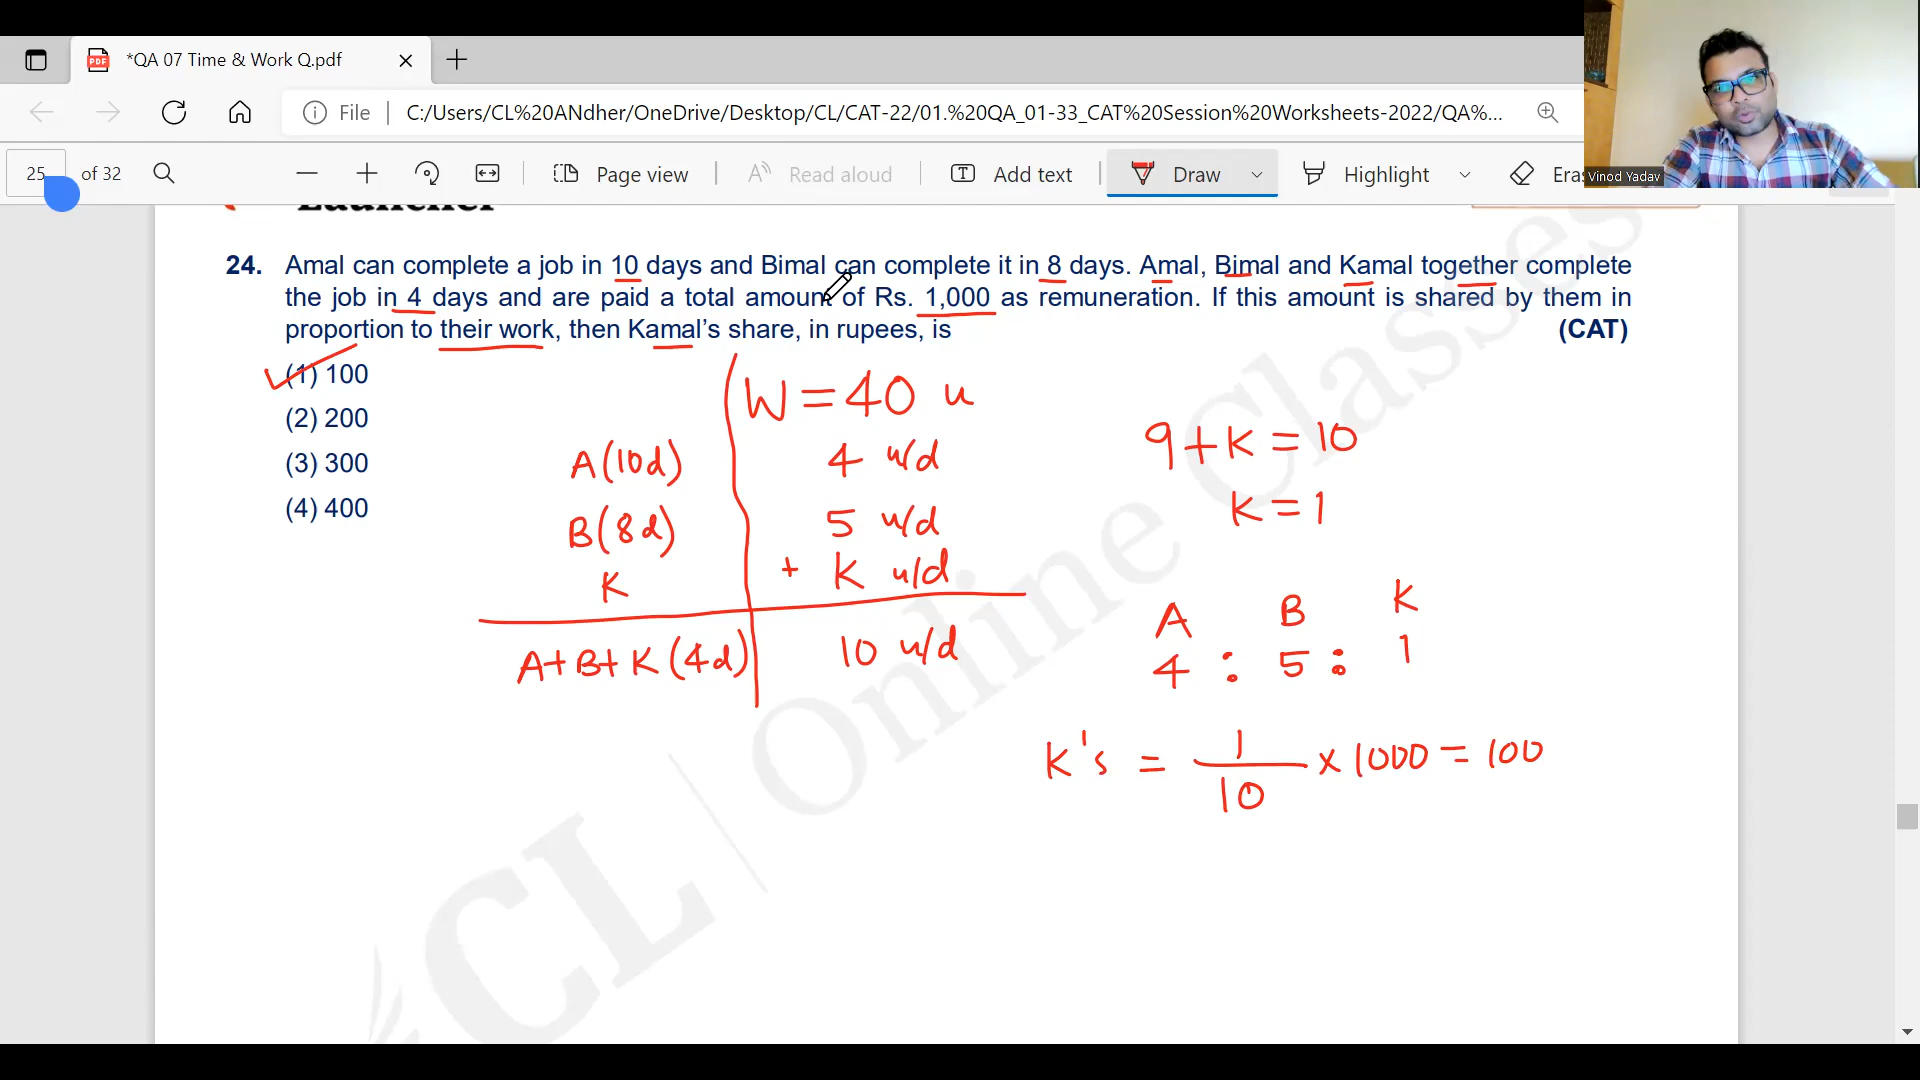 *QA 07 Time & Work Q.pdf
File C:/Users/CL%20ANdher/OneDrive/Desktop/CL/CAT-22/01.%20QA_01-33_CAT%20Session%20Worksheets-2022/QA%...
25 of 32 Page view Read aloud Add text Draw Highlight
Vinod Yadav
Launcher
24. Amal can complete a job in 10 days and Bimal can complete it in 8 days. Amal, Bimal and Kamal together complete
the job in 4 days and are paid a total amount of Rs. 1,000 as remuneration. If this amount is shared by them in
proportion to their work, then Kamal's share, in rupees, is (CAT)
(1) 100
(2) 200
(3) 300
(4) 400
W = 40 u
A(10d) 4 u/d
B(8d) 5 u/d
K + K u/d
A+B+K (4d) 10 u/d
9+K = 10
K = 1
A B K
4 : 5 : 1
K's = 1/10 x 1000 = 100
CL Online Classes